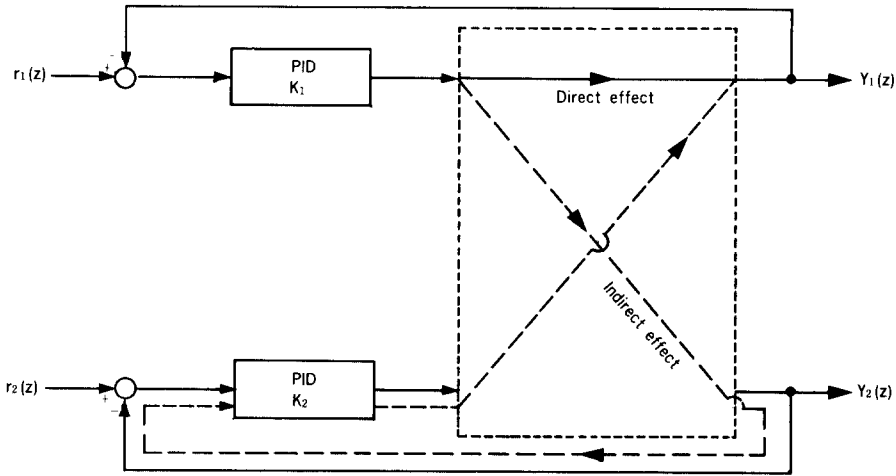 r₁(z)
+
-
PID
K₁
Direct effect
Y₁(z)
Indirect effect
r₂(z)
+
−
PID
K₂
Y₂(z)